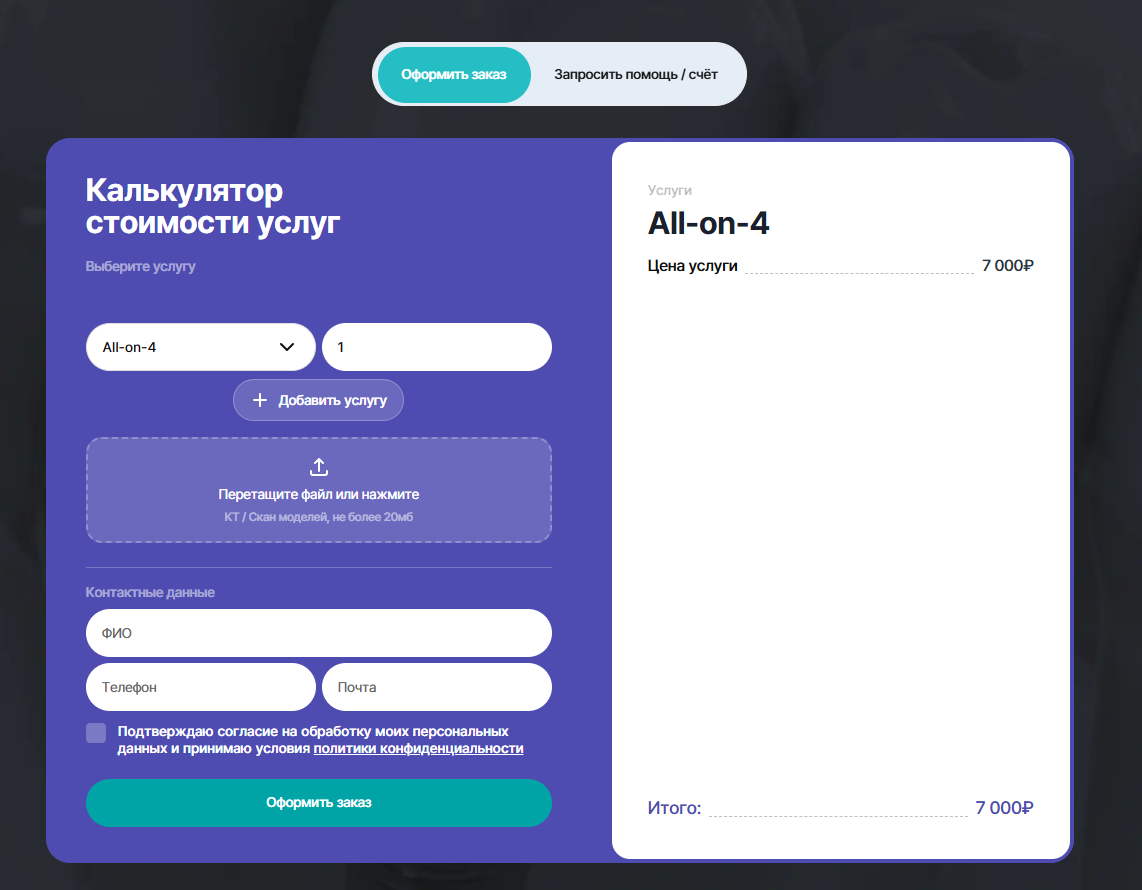 Оформить заказ
Запросить помощь / счёт
Калькулятор
стоимости услуг
Выберите услугу
All-on-4
1
Добавить услугу
Перетащите файл или нажмите
КТ / Скан моделей, не более 20мб
Контактные данные
ФИО
Телефон
Почта
Подтверждаю согласие на обработку моих персональных
данных и принимаю условия политики конфиденциальности
Оформить заказ
Услуги
All-on-4
Цена услуги 7 000₽
Итого: 7 000₽